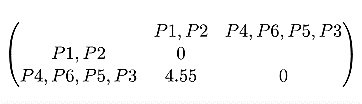 P1, P2 P4, P6, P5, P3
P1, P2 0
P4, P6, P5, P3 4.55 0